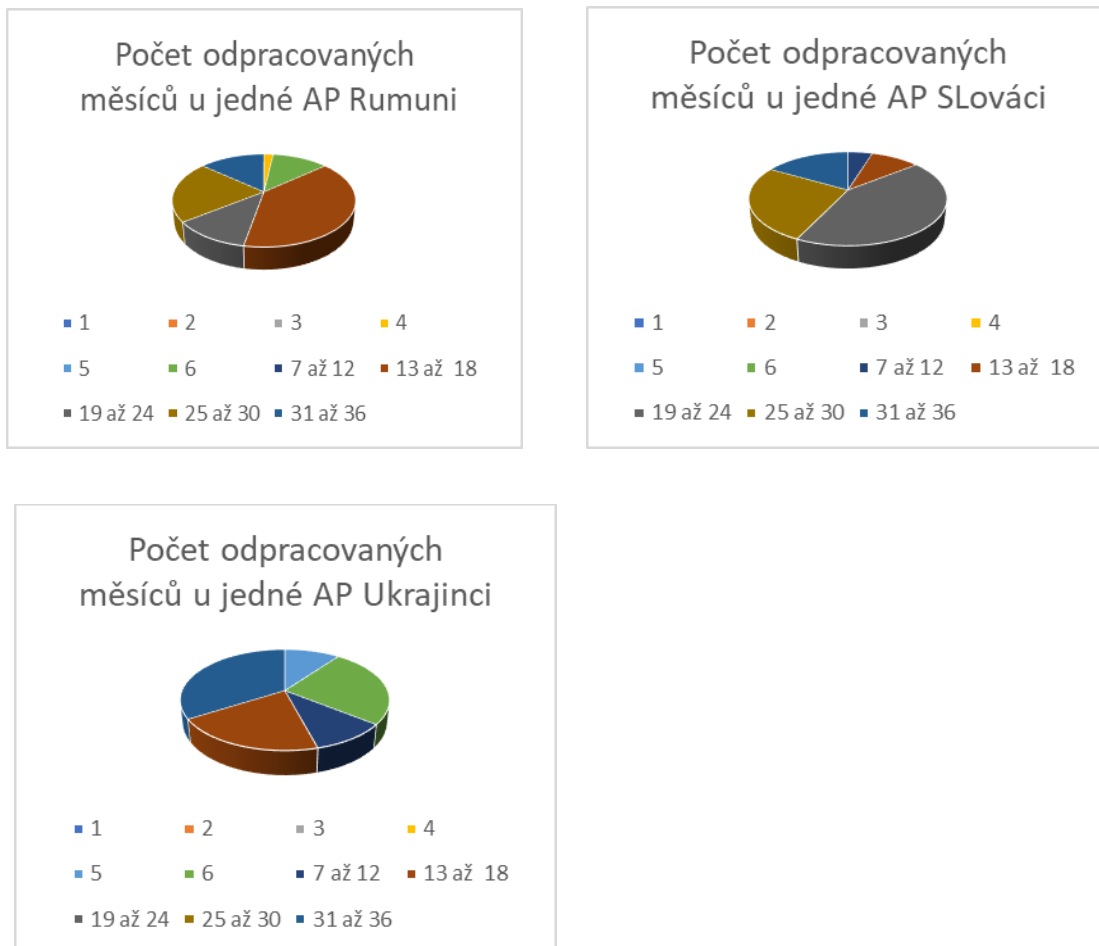 Počet odpracovaných
měsíců u jedné AP Rumuni
1 2 3 4
5 6 7 až 12 13 až 18
19 až 24 25 až 30 31 až 36
Počet odpracovaných
měsíců u jedné AP SLováci
1 2 3 4
5 6 7 až 12 13 až 18
19 až 24 25 až 30 31 až 36
Počet odpracovaných
měsíců u jedné AP Ukrajinci
1 2 3 4
5 6 7 až 12 13 až 18
19 až 24 25 až 30 31 až 36